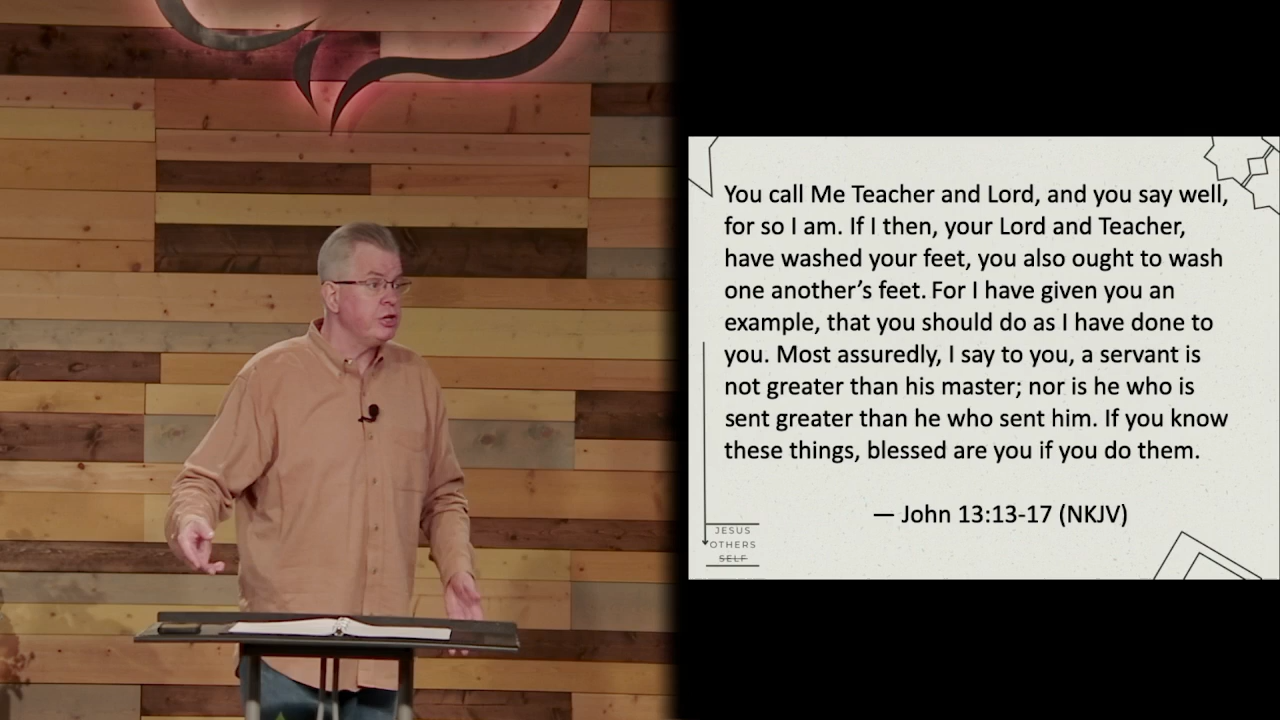 You call Me Teacher and Lord, and you say well,
for so I am. If I then, your Lord and Teacher,
have washed your feet, you also ought to wash
one another’s feet. For I have given you an
example, that you should do as I have done to
you. Most assuredly, I say to you, a servant is
not greater than his master; nor is he who is
sent greater than he who sent him. If you know
these things, blessed are you if you do them.
— John 13:13-17 (NKJV)
JESUS
OTHERS
SELF